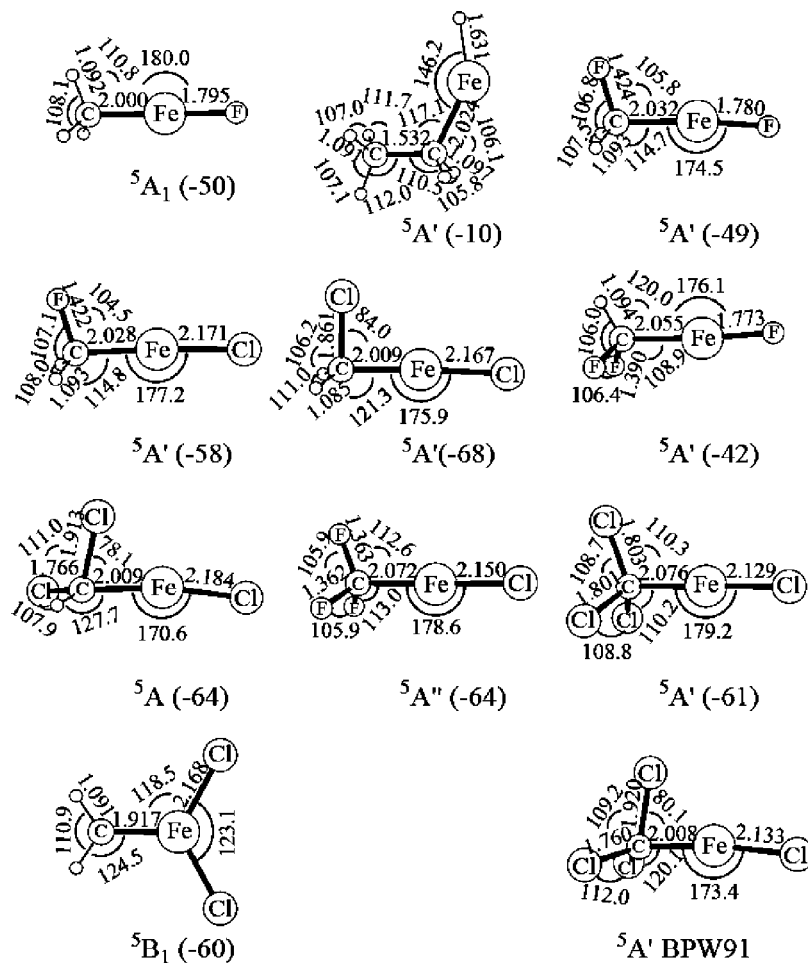 180.0
110.8
1.092
108.1
C 2.000 Fe 1.795 F
⁵A₁ (-50)
1.631
146.2
Fe
107.0 111.7 117.1
2.024
1.532
C C
106.1
1.097
107.1
112.0 110.5 105.8
⁵A' (-10)
F
106.8
1.424
105.8
C 2.032 Fe 1.780 F
107.5
1.093
114.7
174.5
⁵A' (-49)
F
1.422
104.5
107.1
C 2.028 Fe 2.171 Cl
108.0
1.093
114.8
177.2
⁵A' (-58)
Cl
106.2
1.861
84.0
C 2.009 Fe 2.167 Cl
111.0
1.085
121.3
175.9
⁵A'(-68)
120.0 176.1
1.094
106.0
C 2.055 Fe 1.773 F
F F
1.390
108.9
106.4
⁵A' (-42)
Cl
111.0
1.913
78.1
1.766
Cl C 2.009 Fe 2.184 Cl
107.9 127.7
170.6
⁵A (-64)
F
105.9
1.363
112.6
C 2.072 Fe 2.150 Cl
1.362
F F
105.9
113.0
178.6
⁵A" (-64)
Cl
108.7
1.803
110.3
C 2.076 Fe 2.129 Cl
1.801
Cl Cl
110.2
108.8
179.2
⁵A' (-61)
Cl
1.091
118.5
2.168
110.9
C 1.917 Fe
123.1
124.5
Cl
⁵B₁ (-60)
Cl
109.2
1.920
80.1
1.760
C 2.008 Fe 2.133 Cl
Cl Cl
112.0
120.1
173.4
⁵A' BPW91